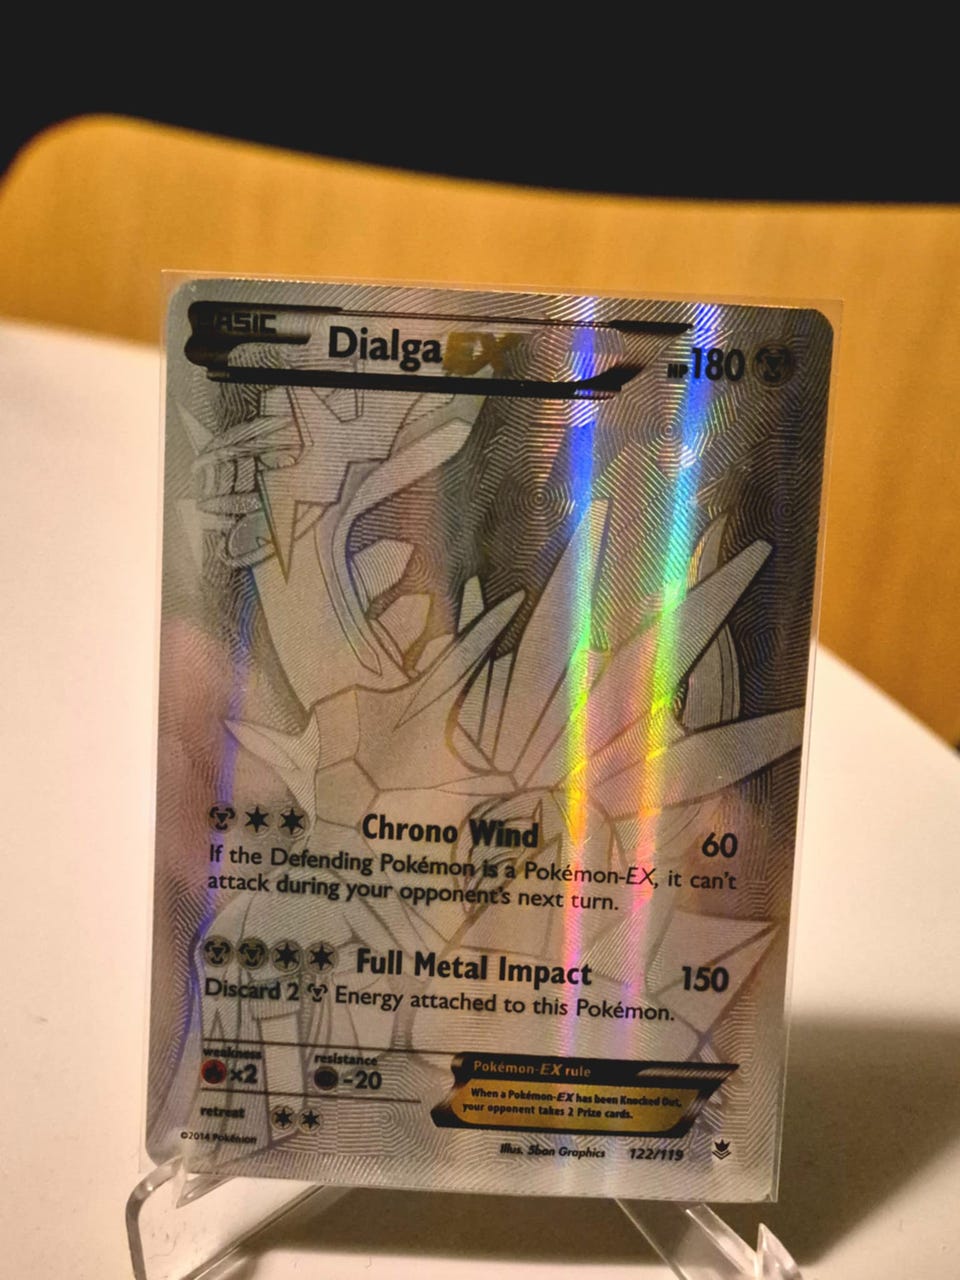 BASIC
Dialga EX
HP 180
Chrono Wind 60
If the Defending Pokémon is a Pokémon-EX, it can't
attack during your opponent's next turn.
Full Metal Impact 150
Discard 2 Energy attached to this Pokémon.
weakness resistance
×2 -20
Pokémon-EX rule
When a Pokémon-EX has been Knocked Out,
your opponent takes 2 Prize cards.
retreat
©2014 Pokémon
Illus. 5ban Graphics 122/119